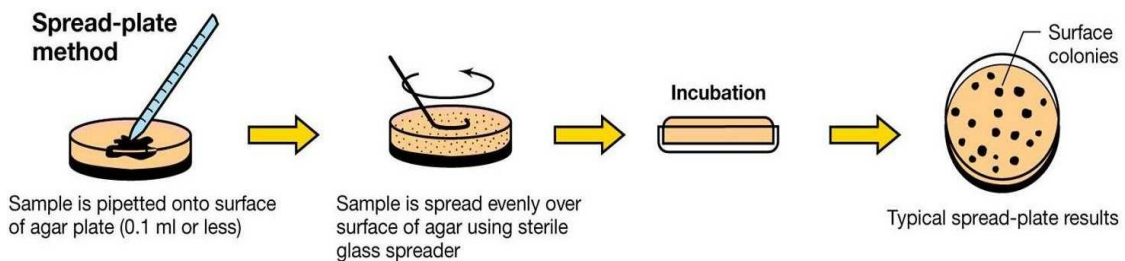 Spread-plate
method
Sample is pipetted onto surface
of agar plate (0.1 ml or less)
Sample is spread evenly over
surface of agar using sterile
glass spreader
Incubation
Surface
colonies
Typical spread-plate results